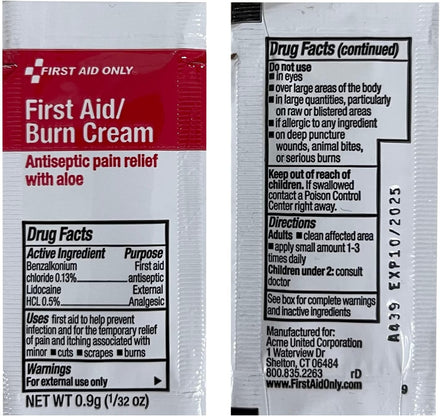 FIRST AID ONLY
First Aid/
Burn Cream
Antiseptic pain relief
with aloe
Drug Facts
Active Ingredient Purpose
Benzalkonium First aid
chloride 0.13% antiseptic
Lidocaine External
HCL 0.5% Analgesic
Uses first aid to help prevent
infection and for the temporary relief
of pain and itching associated with
minor ■ cuts ■ scrapes ■ burns
Warnings
For external use only
NET WT 0.9g (1/32 oz)
Drug Facts (continued)
Do not use
■ in eyes
■ over large areas of the body
■ in large quantities, particularly
on raw or blistered areas
■ if allergic to any ingredient
■ on deep puncture
wounds, animal bites,
or serious burns
Keep out of reach of
children. If swallowed
contact a Poison Control
Center right away.
Directions
Adults ■ clean affected area
■ apply small amount 1-3
times daily
Children under 2: consult
doctor
See box for complete warnings
and inactive ingredients
Manufactured for:
Acme United Corporation
1 Waterview Dr
Shelton, CT 06484
800.835.2263 rD
www.FirstAidOnly.com
A439 EXP10/2025
9